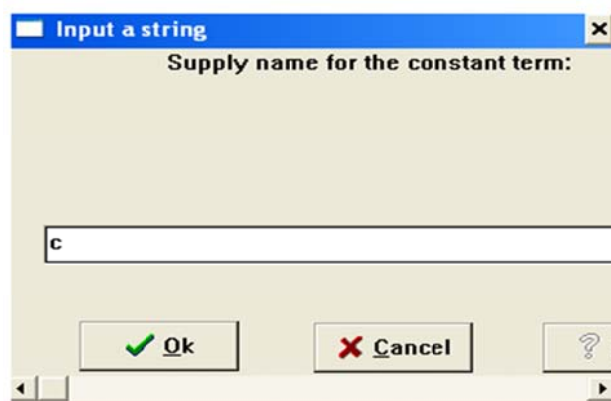 Input a string
Supply name for the constant term:
c
Ok Cancel ?